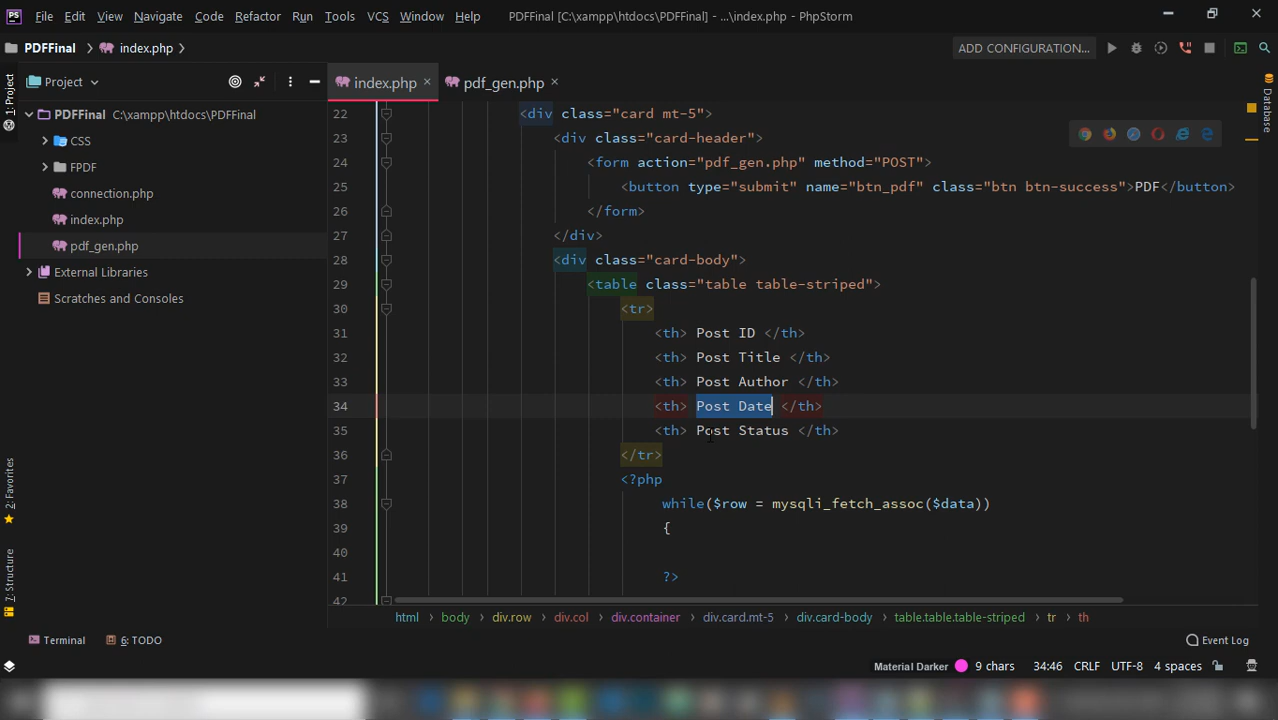 PS File Edit View Navigate Code Refactor Run Tools VCS Window Help PDFFinal [C:\xampp\htdocs\PDFFinal] - ...\index.php - PhpStorm
PDFFinal index.php ADD CONFIGURATION...
1: Project
Project
index.php
pdf_gen.php
PDFFinal C:\xampp\htdocs\PDFFinal
CSS
FPDF
connection.php
index.php
pdf_gen.php
External Libraries
Scratches and Consoles
22 <div class="card mt-5">
23 <div class="card-header">
24 <form action="pdf_gen.php" method="POST">
25 <button type="submit" name="btn_pdf" class="btn btn-success">PDF</button>
26 </form>
27 </div>
28 <div class="card-body">
29 <table class="table table-striped">
30 <tr>
31 <th> Post ID </th>
32 <th> Post Title </th>
33 <th> Post Author </th>
34 <th> Post Date </th>
35 <th> Post Status </th>
36 </tr>
37 <?php
38 while($row = mysqli_fetch_assoc($data))
39 {
40
41 ?>
42
Database
2: Favorites
7: Structure
html body div.row div.col div.container div.card.mt-5 div.card-body table.table.table-striped tr th
Terminal 6: TODO Event Log
Material Darker 9 chars 34:46 CRLF UTF-8 4 spaces